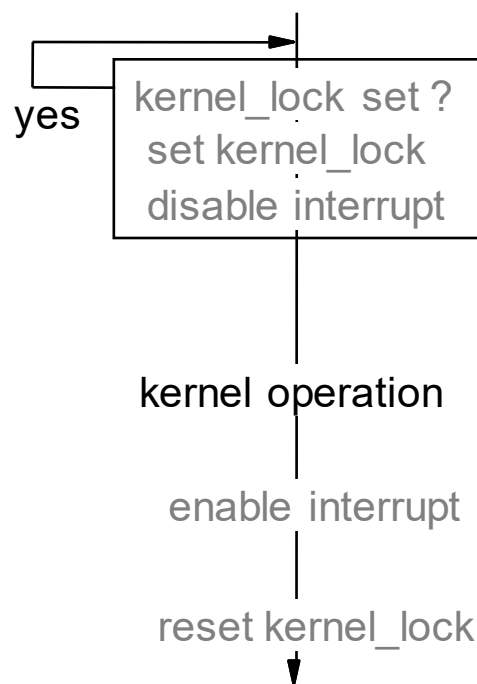 kernel_lock set ?
yes
set kernel_lock
disable interrupt
kernel operation
enable interrupt
reset kernel_lock